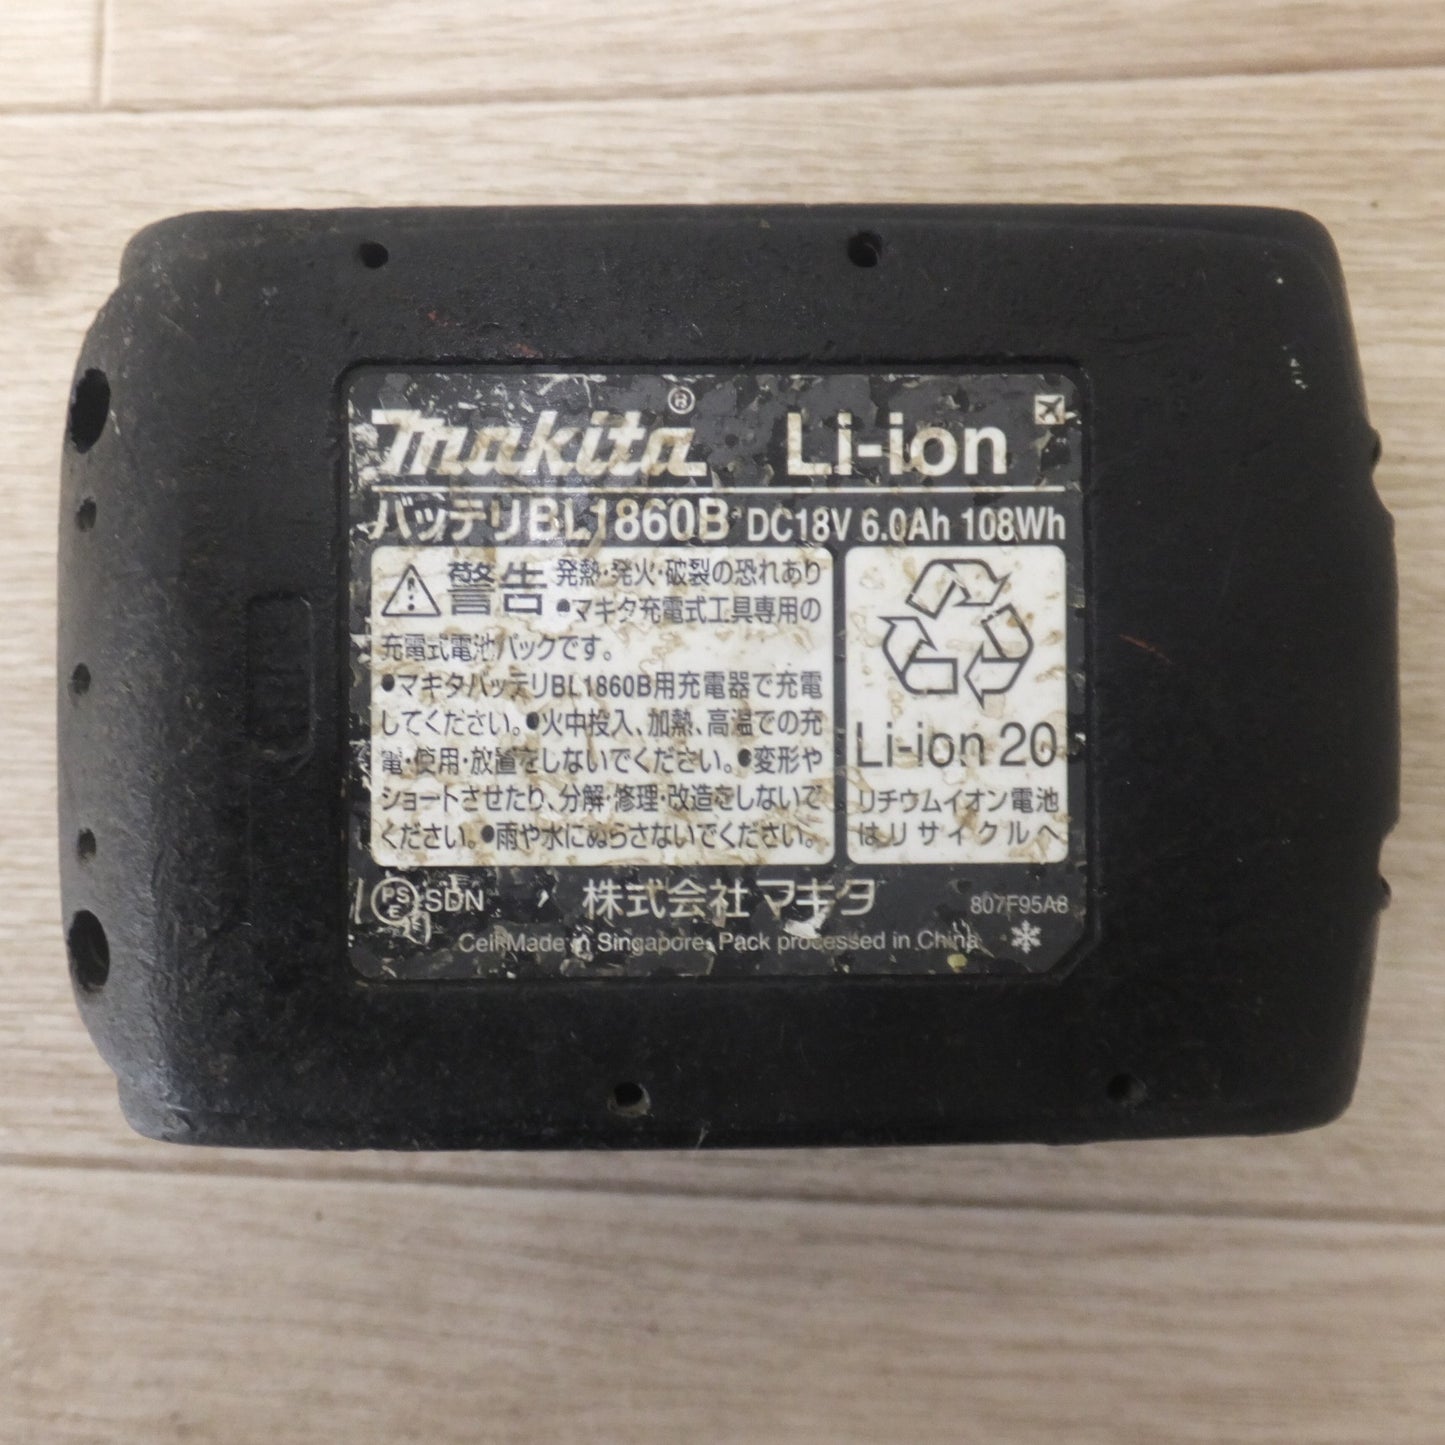 makita® Li-ion
バッテリBL1860B DC18V 6.0Ah 108Wh
警告 発熱・発火・破裂の恐れあり
●マキタ充電式工具専用の
充電式電池パックです。
●マキタバッテリBL1860B用充電器で充電
してください。●火中投入、加熱、高温での充
電・使用・放置をしないでください。●変形や
ショートさせたり、分解・修理・改造をしないで
ください。●雨や水にぬらさないでください。
Li-ion 20
リチウムイオン電池
はリサイクルへ
PS
E SDN 株式会社マキタ 807F95A8
Cell Made in Singapore, Pack processed in China